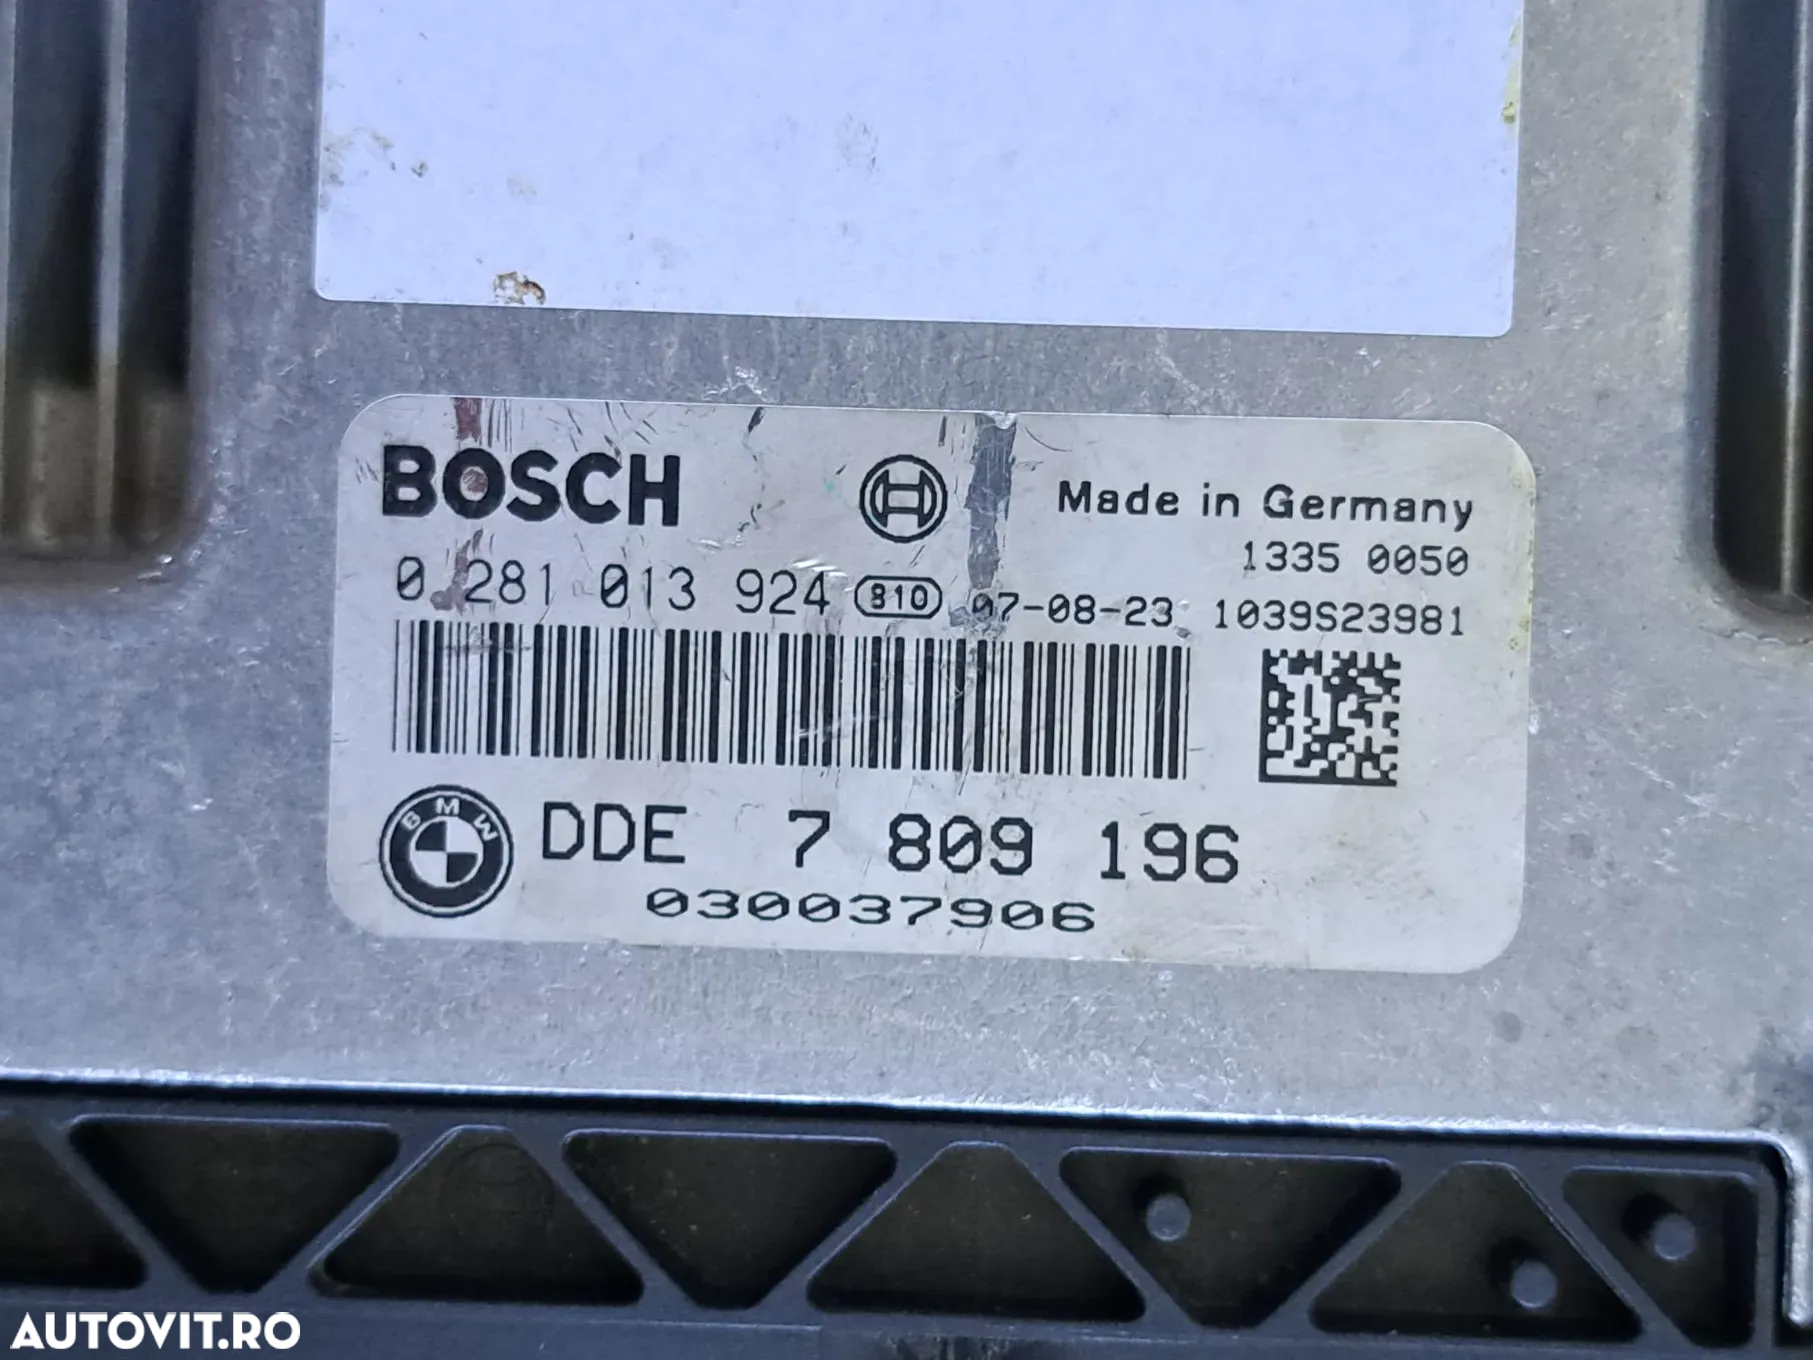 BOSCH
Made in Germany
1335 0050
0 281 013 924 810 07-08-23 1039S23981
BMW DDE 7 809 196
030037906
AUTOVIT.RO